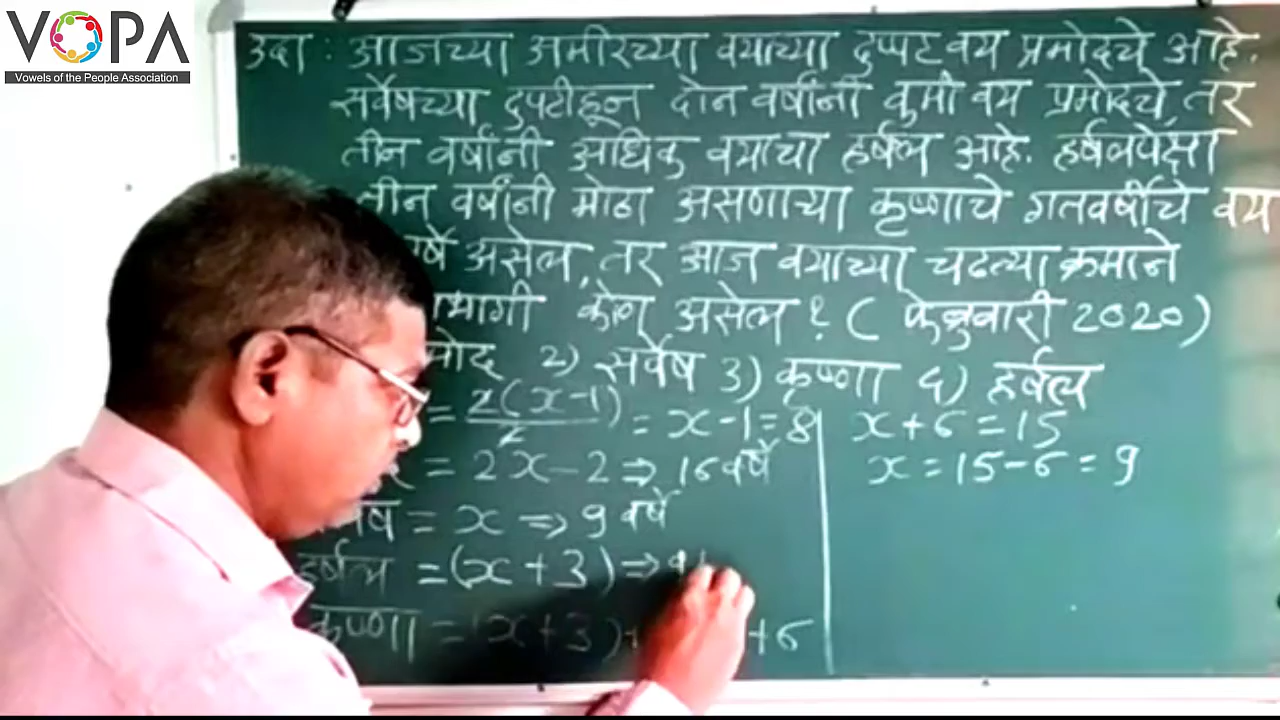 VOPA
Vowels of the People Association
उदा : आजच्या अमीरच्या वयाच्या दुप्पट वय प्रमोदचे आहे.
सर्वेषच्या दुपटीहून दोन वर्षांनी कमी वय प्रमोदचे, तर
तीन वर्षांनी अधिक वयाचा हर्षल आहे. हर्षलपेक्षा
तीन वर्षांनी मोठा असणाऱ्या कृष्णाचे गतवर्षीचे वय
र्षे असेल, तर आज वयाच्या चढत्या क्रमाने
भागी कोण असेल ? ( फेब्रुवारी 2020 )
मोद 2) सर्वेष 3) कृष्णा 4) हर्षल
= 2(x-1)/2 = x-1 = 8
= 2x-2 ⇒ 16 वर्षे
= x ⇒ 9 वर्षे
हर्षल = (x+3) ⇒
कृष्णा = (x+3)+ +6
x+6 = 15
x = 15-6 = 9